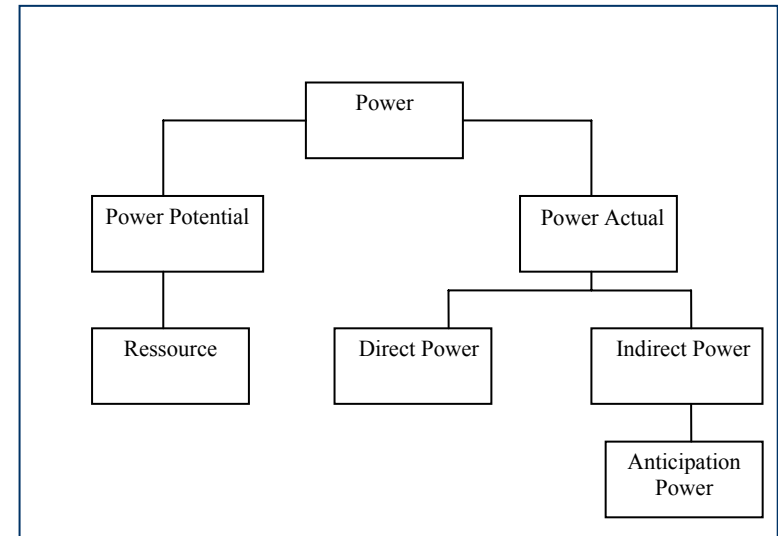 Power
Power Potential
Power Actual
Ressource
Direct Power
Indirect Power
Anticipation
Power